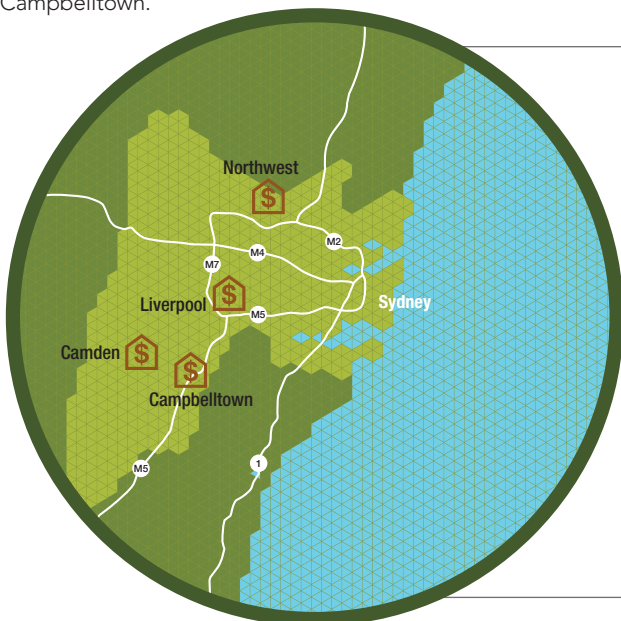 Campbelltown.
Northwest
$
M2
M4
M7
Liverpool
$
M5
Sydney
Camden
$
$
Campbelltown
M5
1